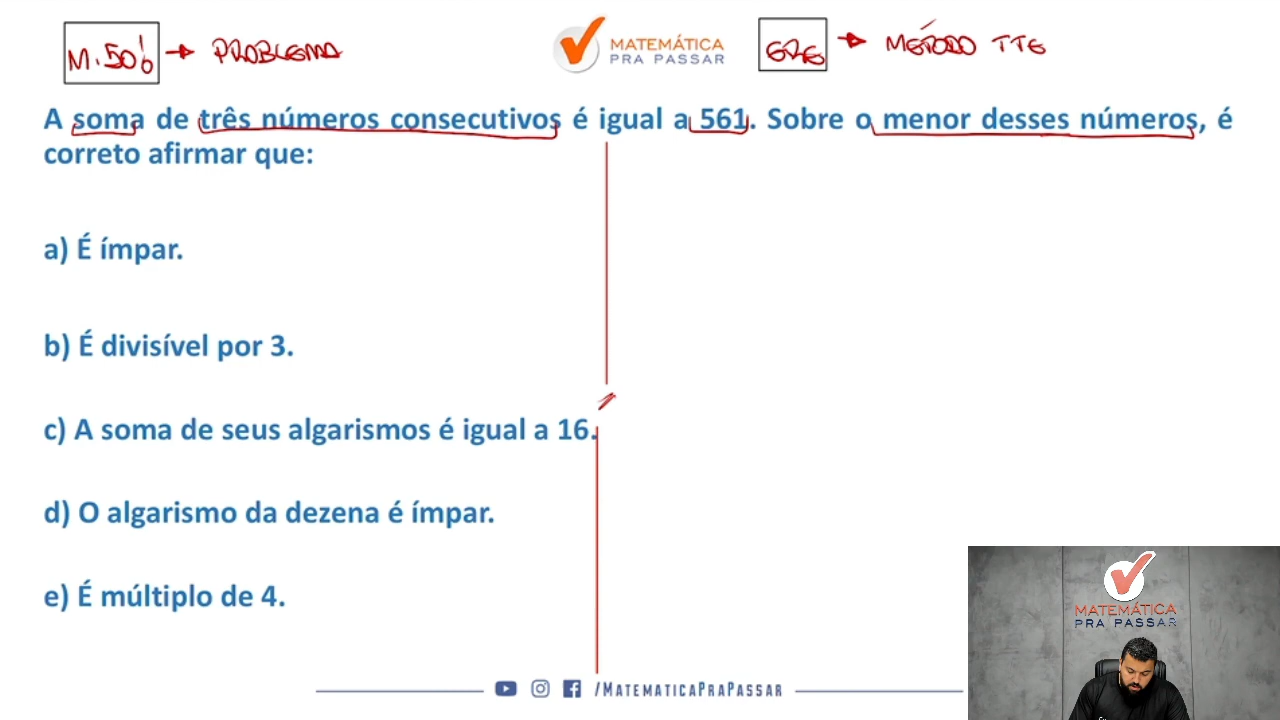 M.50% → PROBLEMA
MATEMÁTICA
PRA PASSAR
→ MÉTODO TTG
A soma de três números consecutivos é igual a 561. Sobre o menor desses números, é
correto afirmar que:
a) É ímpar.
b) É divisível por 3.
c) A soma de seus algarismos é igual a 16.
d) O algarismo da dezena é ímpar.
e) É múltiplo de 4.
MATEMÁTICA
PRA PASSAR
/MATEMATICAPRAPASSAR